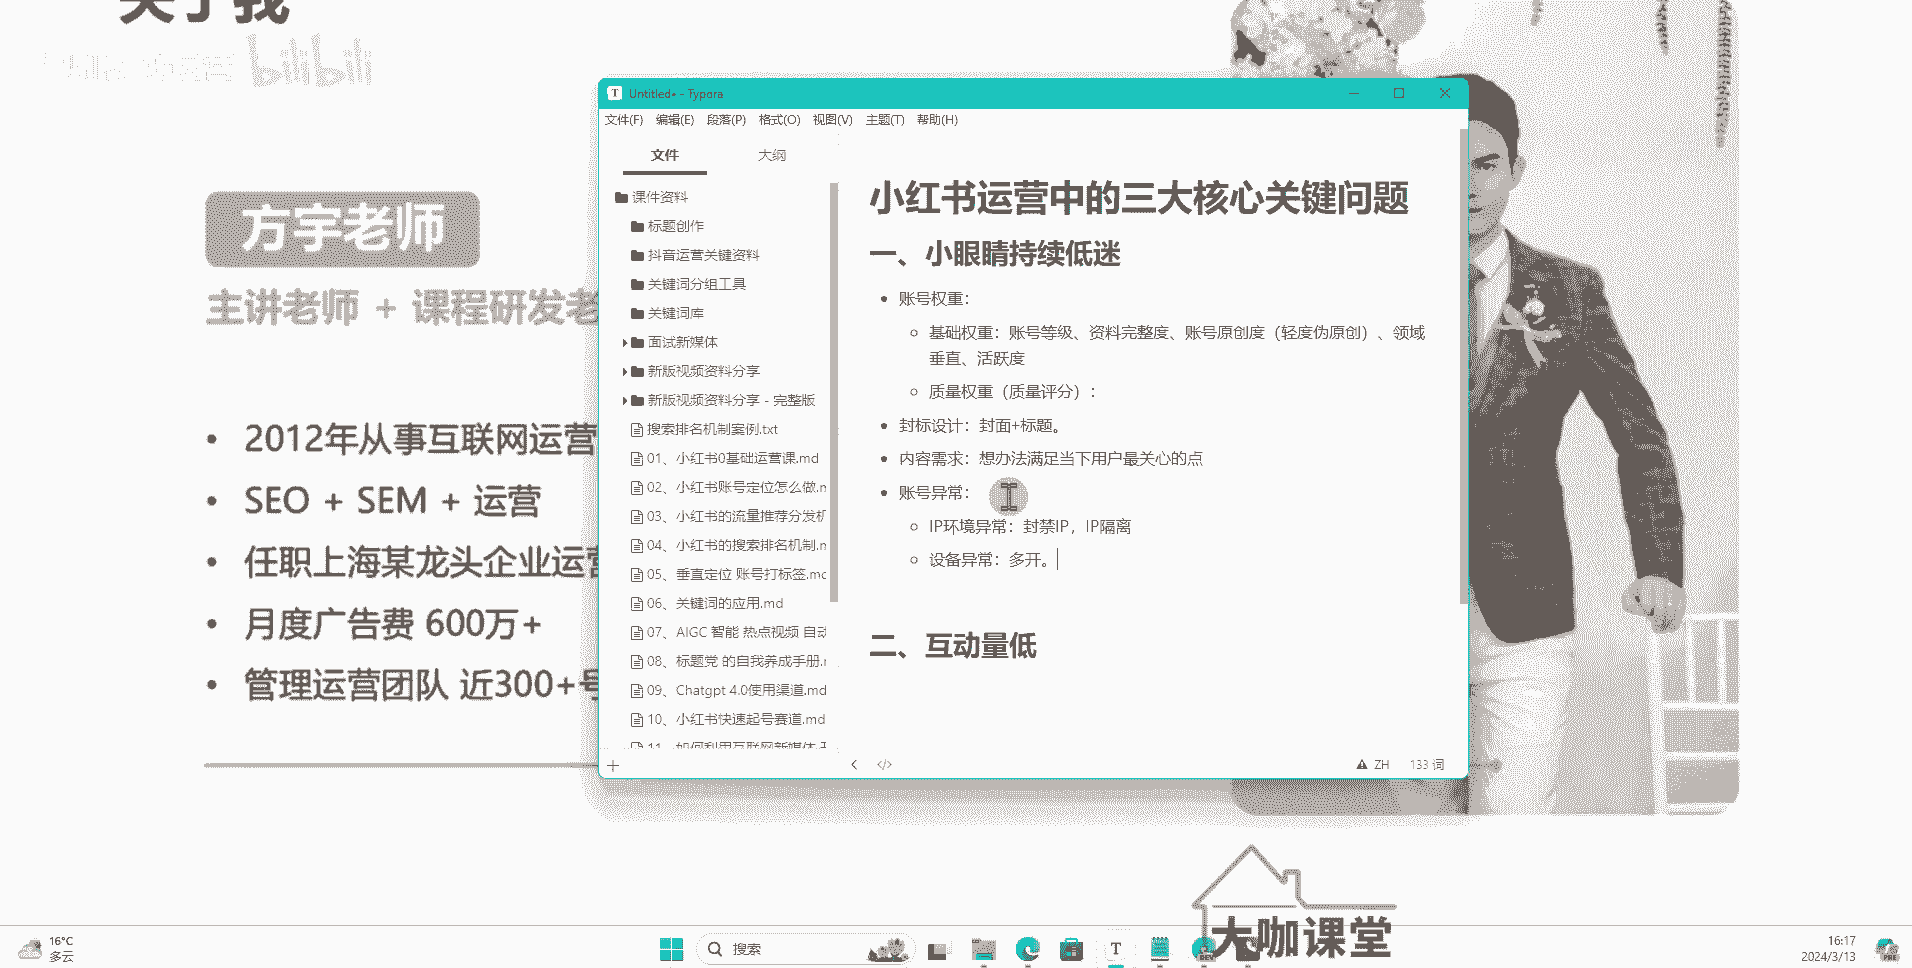 关于我
bilibili
方宇老师
主讲老师 + 课程研发老
• 2012年从事互联网运营
• SEO + SEM + 运营
• 任职上海某龙头企业运营
• 月度广告费 600万+
• 管理运营团队 近300+号
Untitled• - Typora
文件(F) 编辑(E) 段落(P) 格式(O) 视图(V) 主题(T) 帮助(H)
文件 大纲
课件资料
标题创作
抖音运营关键资料
关键词分组工具
关键词库
面试新媒体
新版视频资料分享
新版视频资料分享 - 完整版
搜索排名机制案例.txt
01、小红书0基础运营课.md
02、小红书账号定位怎么做.m
03、小红书的流量推荐分发机
04、小红书的搜索排名机制.m
05、垂直定位 账号打标签.md
06、关键词的应用.md
07、AIGC 智能 热点视频 自动
08、标题党 的自我养成手册.m
09、Chatgpt 4.0使用渠道.md
10、小红书快速起号赛道.md
11、如何利用互联网新媒体
小红书运营中的三大核心关键问题
一、小眼睛持续低迷
• 账号权重：
基础权重：账号等级、资料完整度、账号原创度（轻度伪原创）、领域
垂直、活跃度
质量权重（质量评分）：
• 封标设计：封面+标题。
• 内容需求：想办法满足当下用户最关心的点
• 账号异常：
IP环境异常：封禁IP，IP隔离
设备异常：多开。
二、互动量低
ZH 133 词
大咖课堂
16°C
多云
搜索
T
DEV
16:17
2024/3/13
PRE